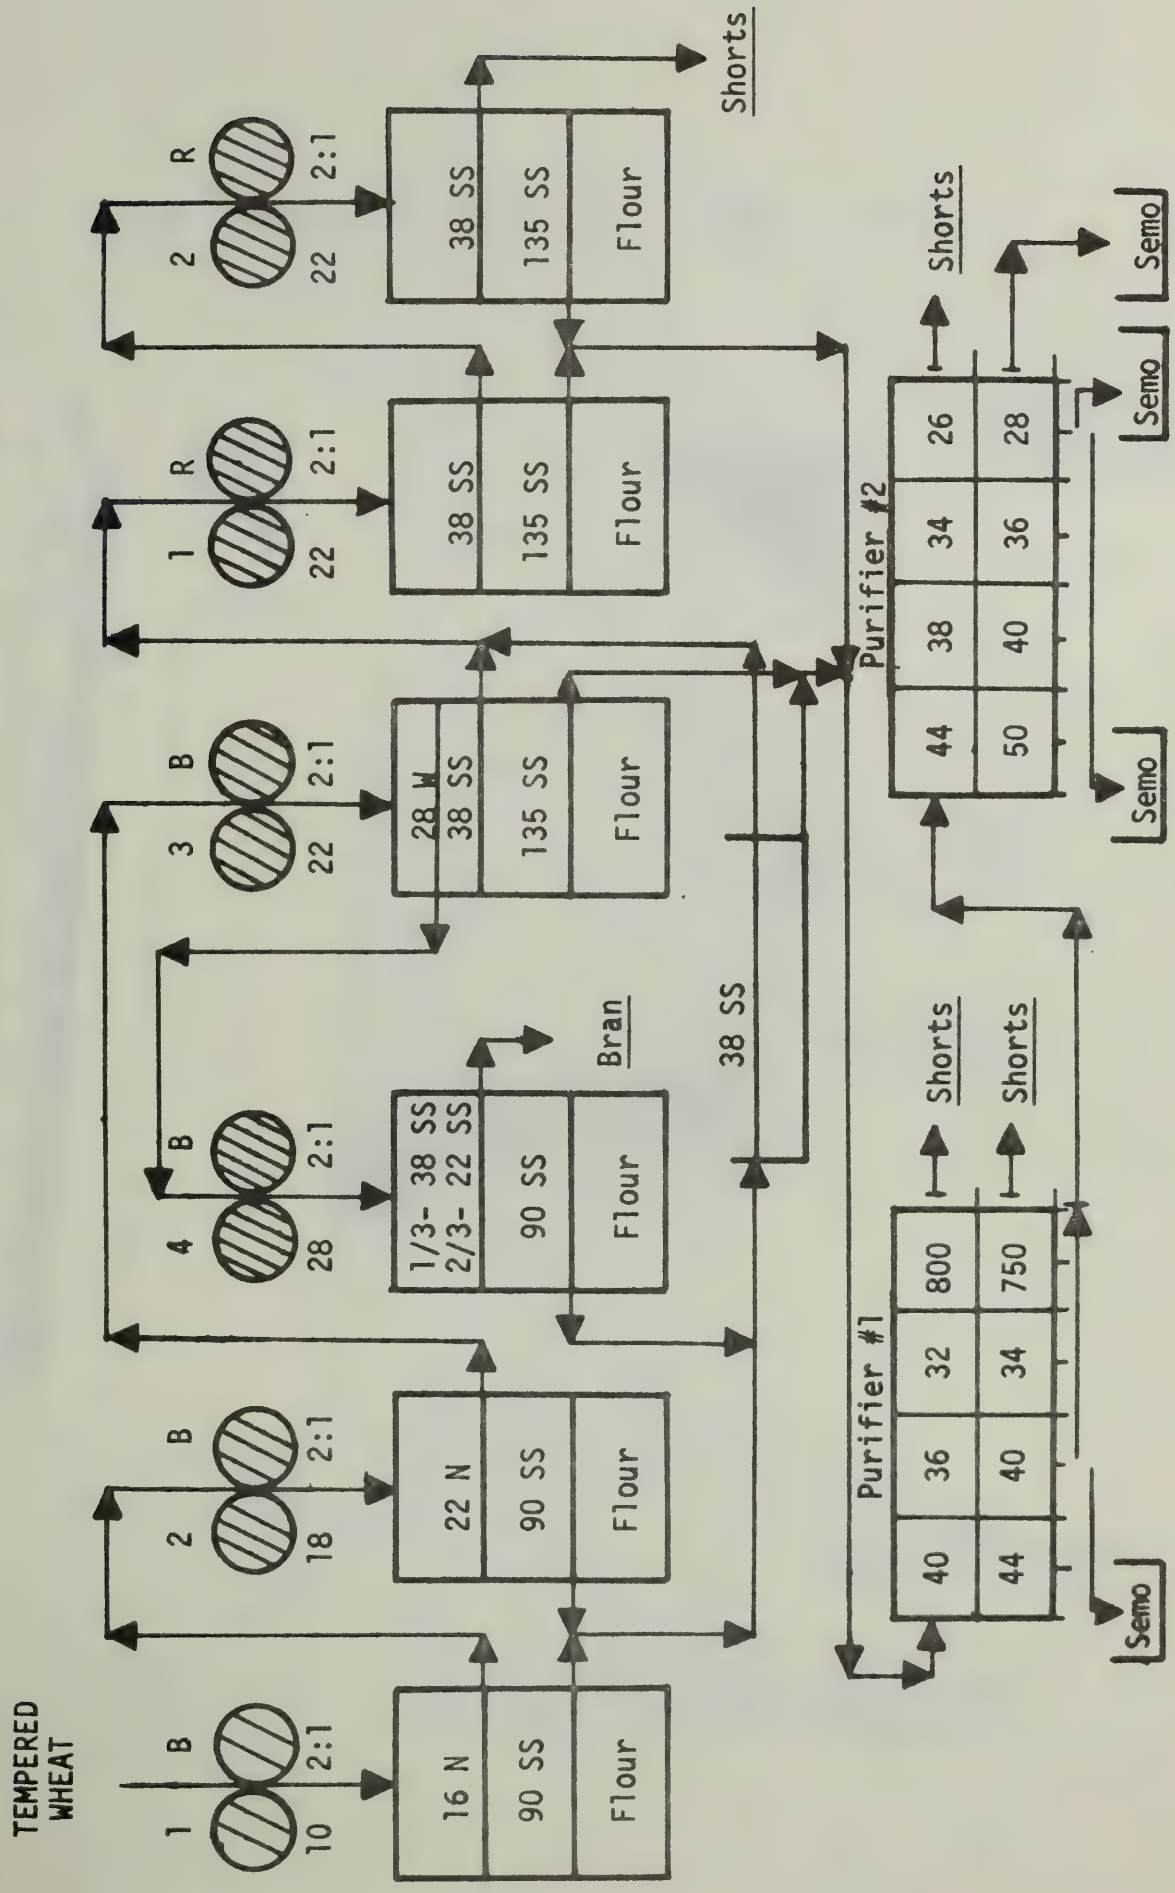 TEMPERED
WHEAT
1 B
10 2:1
16 N
90 SS
Flour
2 B
18 2:1
22 N
90 SS
Flour
4 B
28 2:1
1/3- 38 SS
2/3- 22 SS
90 SS
Flour
Bran
3 B
22 2:1
28 W
38 SS
135 SS
Flour
1 R
22 2:1
38 SS
135 SS
Flour
2 R
22 2:1
38 SS
135 SS
Flour
Shorts
38 SS
Purifier #1
40 36 32 800
44 40 34 750
Shorts
Shorts
Semo
Purifier #2
44 38 34 26
50 40 36 28
Shorts
Semo
Semo
Semo